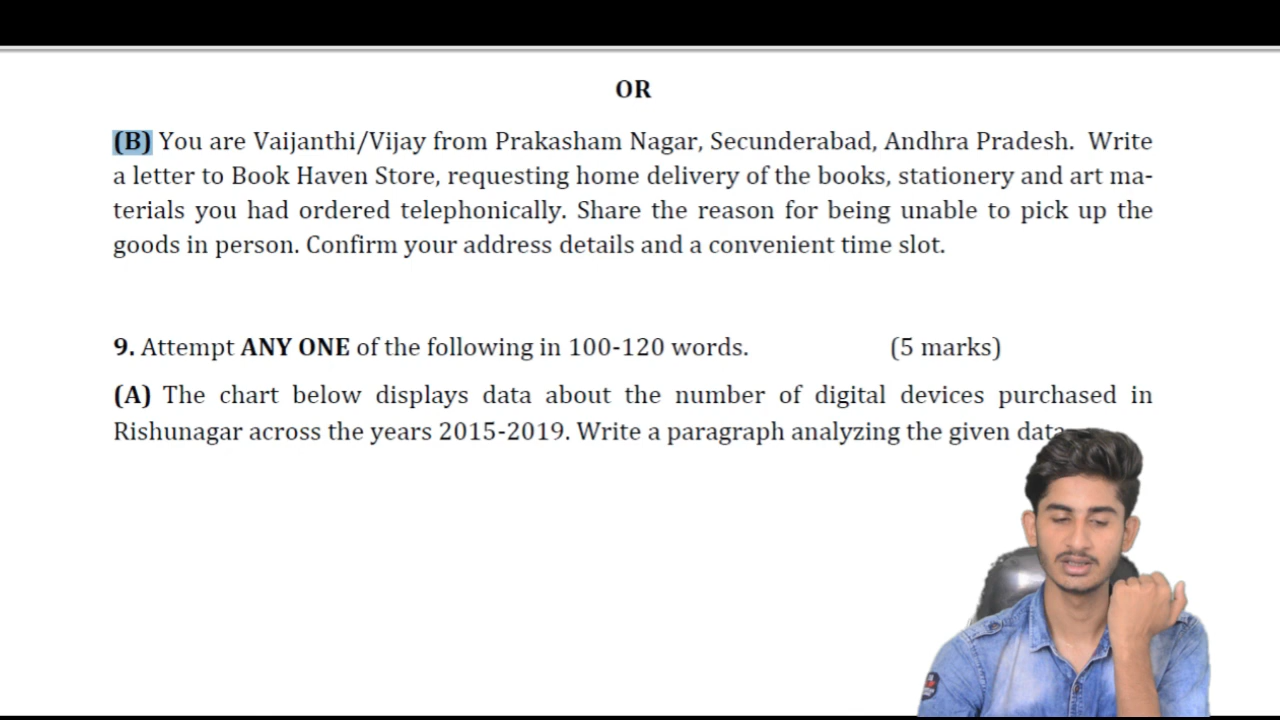 OR
(B) You are Vaijanthi/Vijay from Prakasham Nagar, Secunderabad, Andhra Pradesh. Write
a letter to Book Haven Store, requesting home delivery of the books, stationery and art ma-
terials you had ordered telephonically. Share the reason for being unable to pick up the
goods in person. Confirm your address details and a convenient time slot.
9. Attempt ANY ONE of the following in 100-120 words. (5 marks)
(A) The chart below displays data about the number of digital devices purchased in
Rishunagar across the years 2015-2019. Write a paragraph analyzing the given data